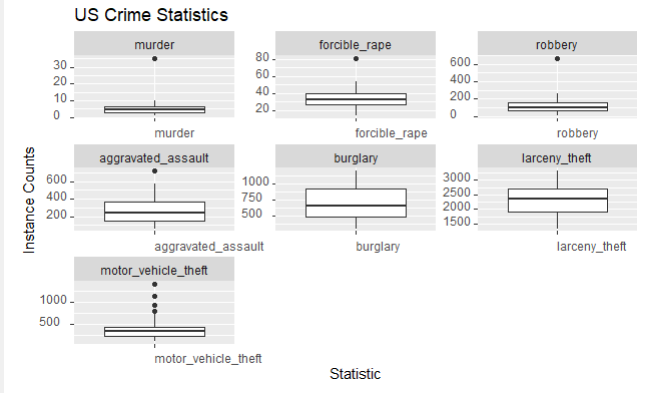 US Crime Statistics
murder
forcible_rape
robbery
30
20
10
0
80
60
40
20
600
400
200
0
murder
forcible_rape
robbery
Instance Counts
aggravated_assault
burglary
larceny_theft
600
400
200
1000
750
500
3000
2500
2000
1500
aggravated_assault
burglary
larceny_theft
motor_vehicle_theft
1000
500
motor_vehicle_theft
Statistic